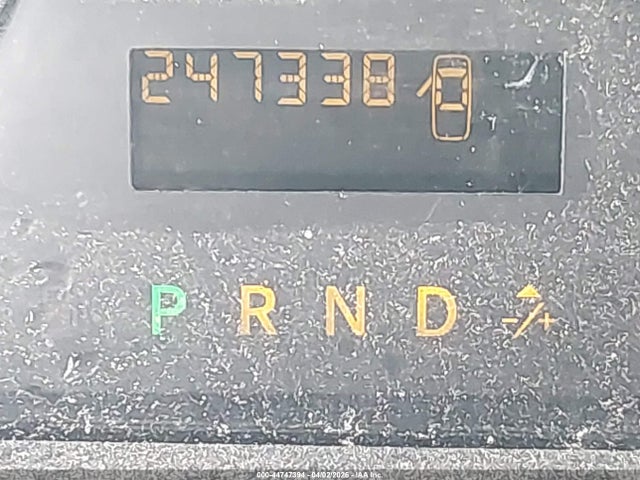 247338
P R N D -/+
000-44747394 - 04/02/2026 - IAA Inc.